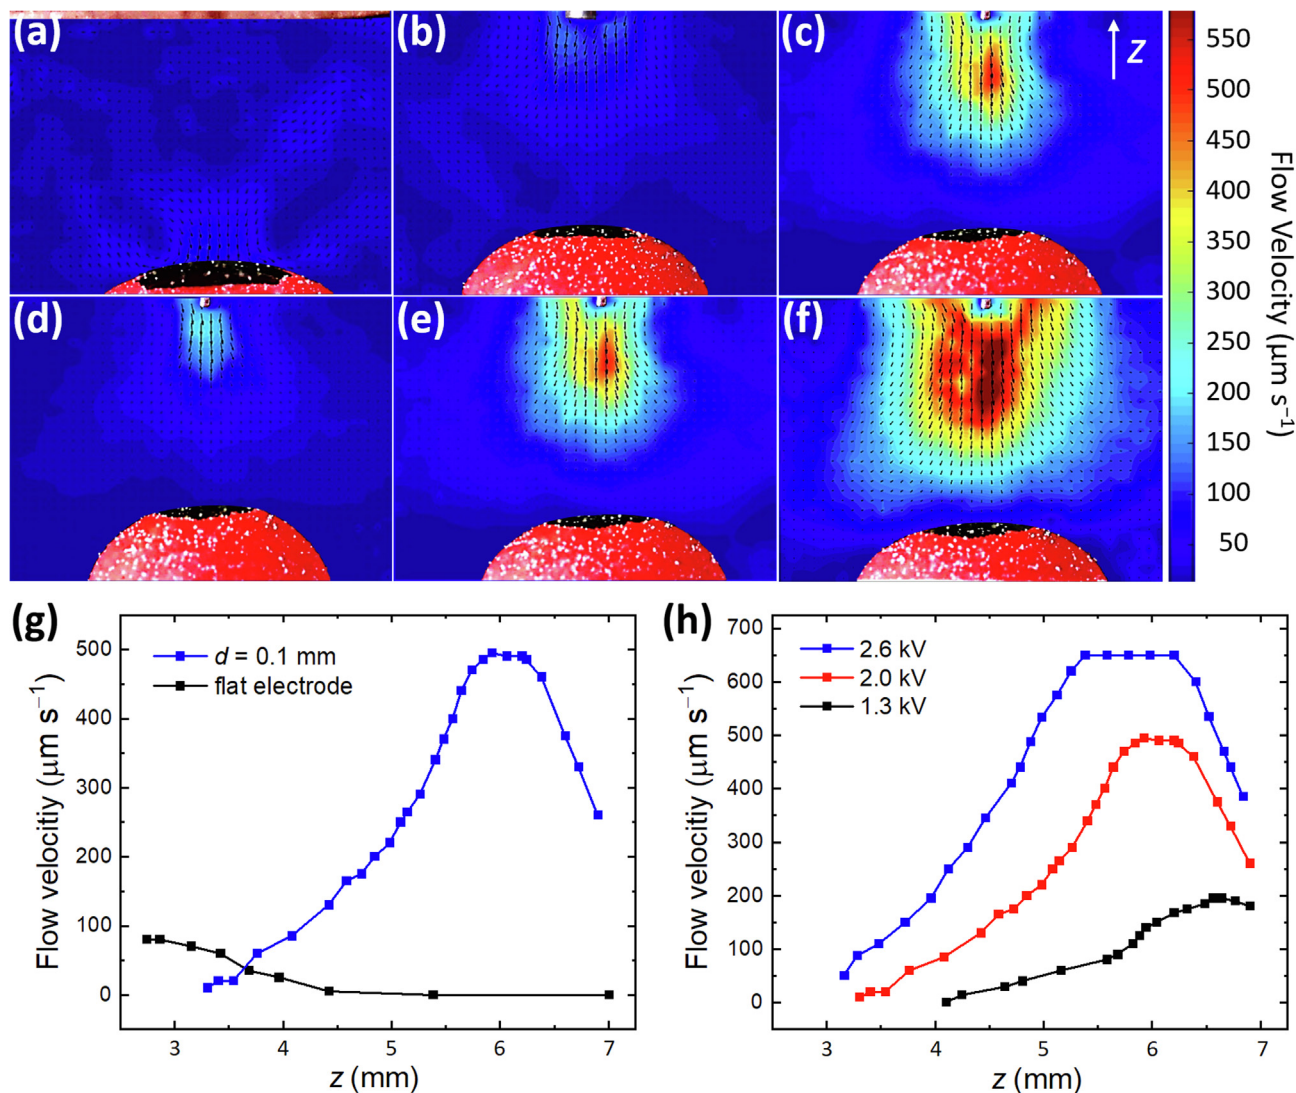 (a)
(b)
(c)
z
(d)
(e)
(f)
550
500
450
400
350
300
250
200
150
100
50
Flow Velocity (μm s⁻¹)
(g)
500
400
300
200
100
0
Flow velocitiy (μm s⁻¹)
d = 0.1 mm
flat electrode
3 4 5 6 7
z (mm)
(h)
700
600
500
400
300
200
100
0
Flow velocitiy (μm s⁻¹)
2.6 kV
2.0 kV
1.3 kV
3 4 5 6 7
z (mm)